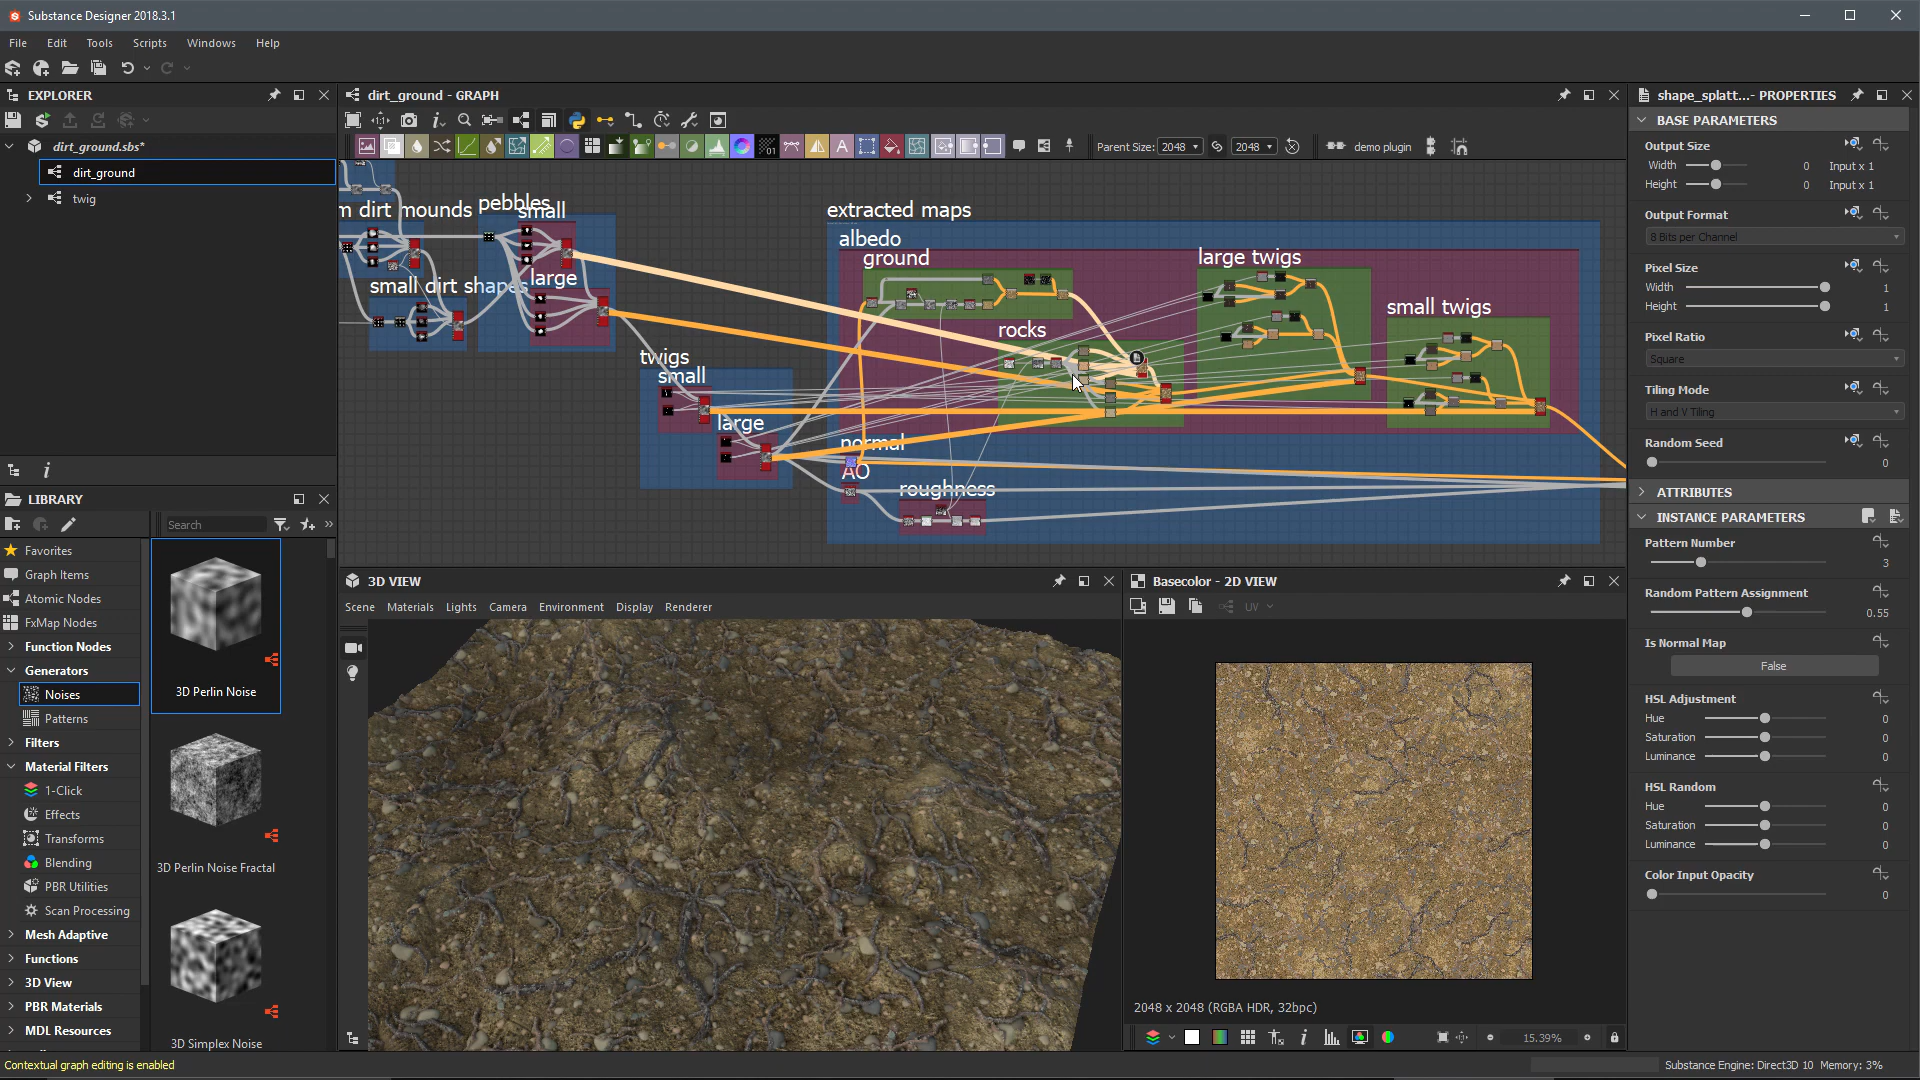 Substance Designer 2018.3.1
File Edit Tools Scripts Windows Help
EXPLORER
dirt_ground.sbs*
dirt_ground
twig
LIBRARY
Search
Favorites
Graph Items
Atomic Nodes
FxMap Nodes
Function Nodes
Generators
Noises
Patterns
Filters
Material Filters
1-Click
Effects
Transforms
Blending
PBR Utilities
Scan Processing
Mesh Adaptive
Functions
3D View
PBR Materials
MDL Resources
3D Perlin Noise
3D Perlin Noise Fractal
3D Simplex Noise
dirt_ground - GRAPH
Parent Size: 2048 2048 demo plugin
m dirt mounds
pebbles
small
large
small dirt shapes
twigs
small
large
extracted maps
albedo
ground
rocks
large twigs
small twigs
normal
AO
roughness
3D VIEW
Scene Materials Lights Camera Environment Display Renderer
Basecolor - 2D VIEW
UV
2048 x 2048 (RGBA HDR, 32bpc)
15.39%
shape_splatt...- PROPERTIES
BASE PARAMETERS
Output Size
Width 0 Input x 1
Height 0 Input x 1
Output Format
8 Bits per Channel
Pixel Size
Width 1
Height 1
Pixel Ratio
Square
Tiling Mode
H and V Tiling
Random Seed
0
ATTRIBUTES
INSTANCE PARAMETERS
Pattern Number
3
Random Pattern Assignment
0.55
Is Normal Map
False
HSL Adjustment
Hue 0
Saturation 0
Luminance 0
HSL Random
Hue 0
Saturation 0
Luminance 0
Color Input Opacity
0
Contextual graph editing is enabled
Substance Engine: Direct3D 10 Memory: 3%